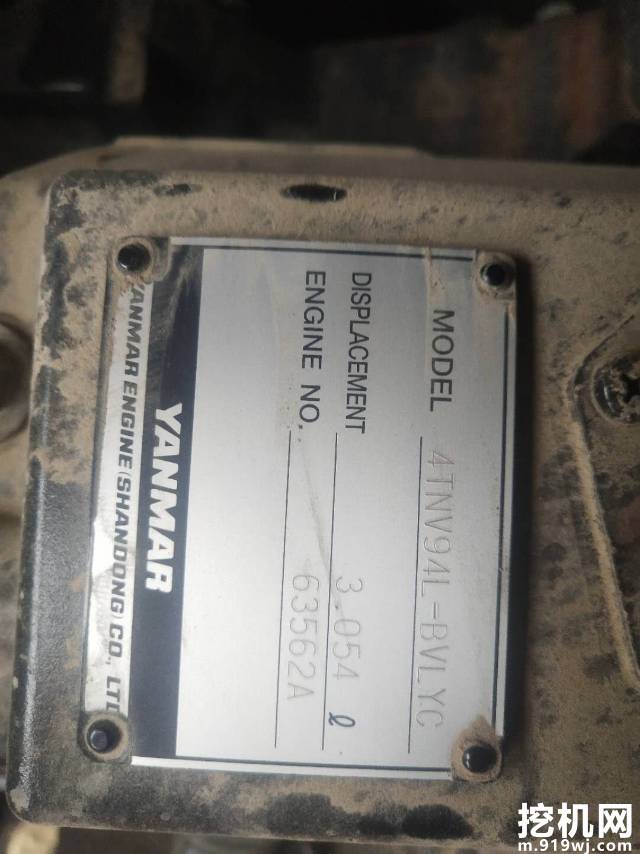 MODEL 4TNV94L-BVLYC
DISPLACEMENT 3.054 ℓ
ENGINE NO. 63562A
YANMAR
YANMAR ENGINE (SHANDONG) CO., LTD
挖机网
m.919wj.com